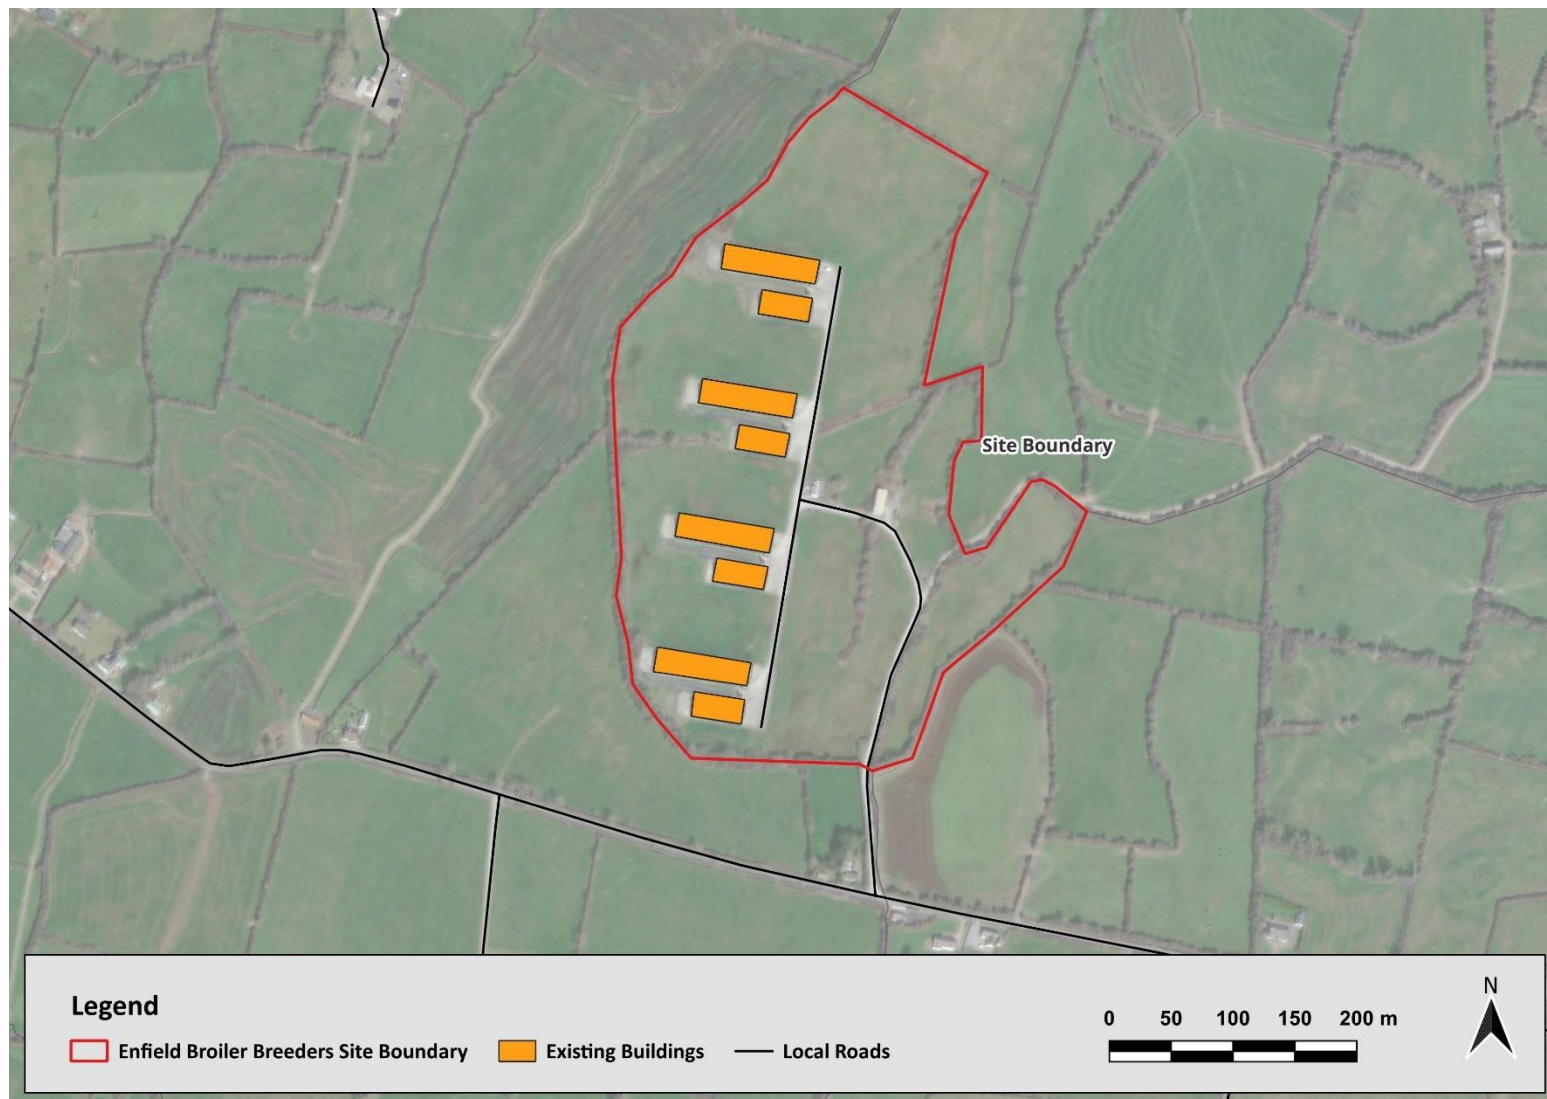 Site Boundary
Legend
Enfield Broiler Breeders Site Boundary
Existing Buildings
Local Roads
0 50 100 150 200 m
N